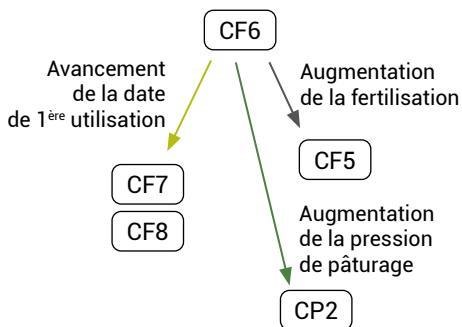 CF6
Avancement
de la date
de 1ère utilisation
Augmentation
de la fertilisation
CF5
CF7
CF8
Augmentation
de la pression
de pâturage
CP2